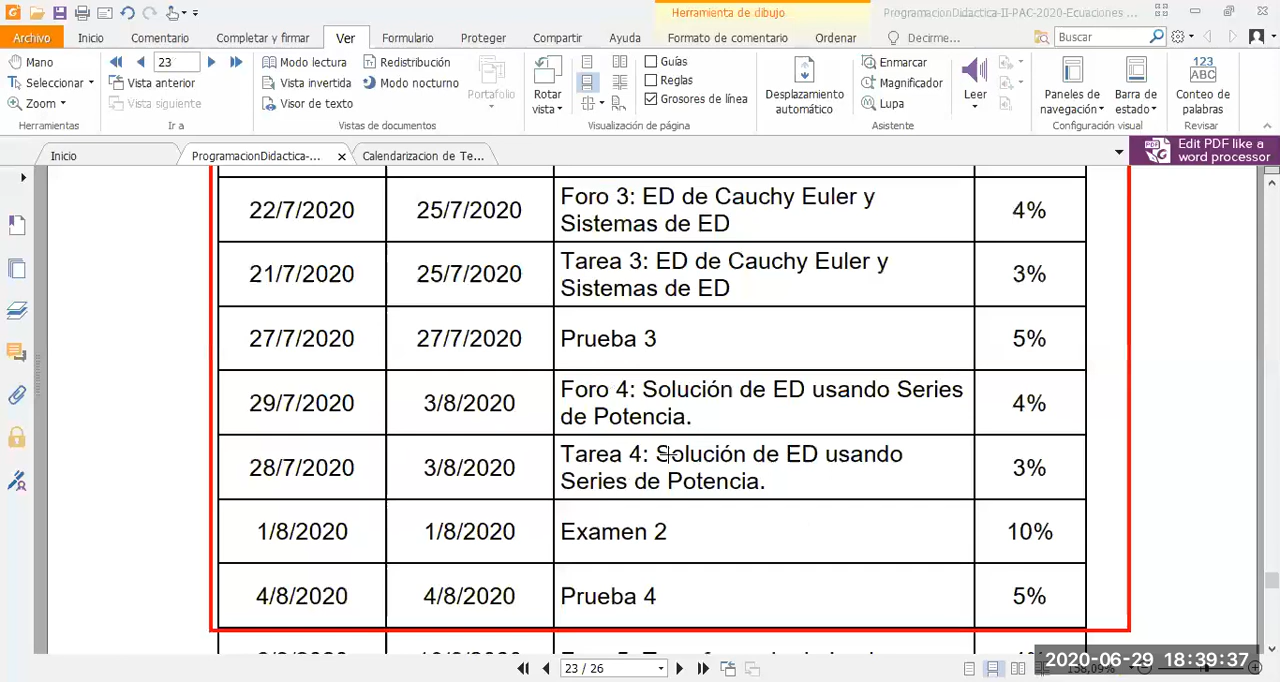 Herramienta de dibujo
ProgramacionDidactica-II-PAC-2020-Ecuaciones ...
Archivo
Inicio
Comentario
Completar y firmar
Ver
Formulario
Proteger
Compartir
Ayuda
Formato de comentario
Ordenar
Decirme...
Buscar
Mano
Seleccionar
Zoom
Herramientas
23
Vista anterior
Vista siguiente
Ir a
Modo lectura
Vista invertida
Visor de texto
Redistribución
Modo nocturno
Vistas de documentos
Portafolio
Rotar
vista
Guías
Reglas
Grosores de línea
Visualización de página
Desplazamiento
automático
Enmarcar
Magnificador
Lupa
Asistente
Leer
Paneles de
navegación
Barra de
estado
Configuración visual
123
ABC
Conteo de
palabras
Revisar
Inicio
ProgramacionDidactica-...
Calendarizacion de Te...
Edit PDF like a
word processor
22/7/2020 25/7/2020 Foro 3: ED de Cauchy Euler y
Sistemas de ED 4%
21/7/2020 25/7/2020 Tarea 3: ED de Cauchy Euler y
Sistemas de ED 3%
27/7/2020 27/7/2020 Prueba 3 5%
29/7/2020 3/8/2020 Foro 4: Solución de ED usando Series
de Potencia. 4%
28/7/2020 3/8/2020 Tarea 4: Solución de ED usando
Series de Potencia. 3%
1/8/2020 1/8/2020 Examen 2 10%
4/8/2020 4/8/2020 Prueba 4 5%
23 / 26
2020-06-29 18:39:37